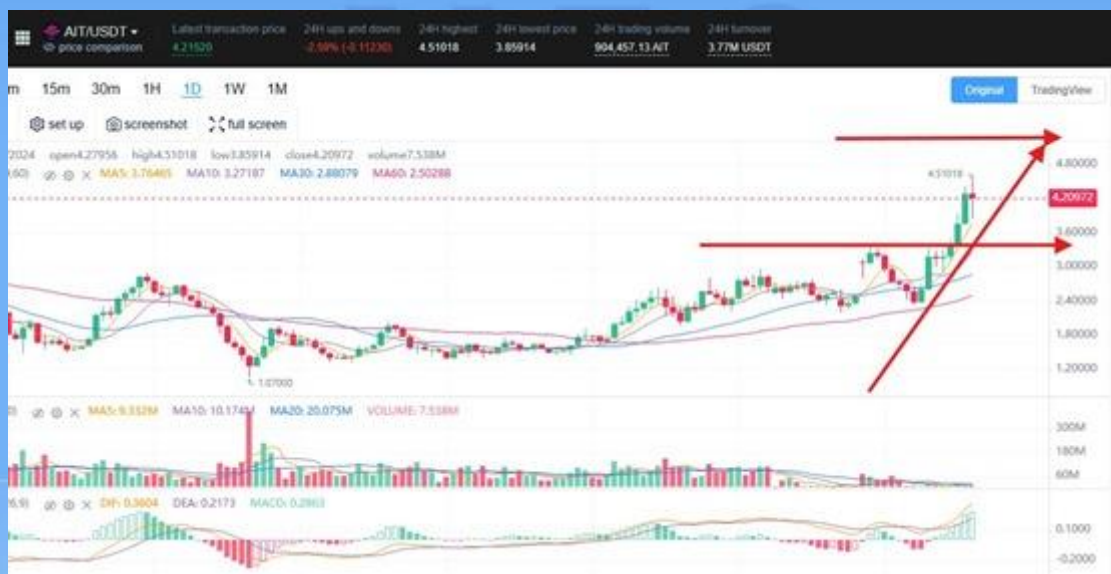 AIT/USDT
price comparison
Latest transaction price
4.21520
24H ups and downs
-2.59% (-0.11230)
24H highest
4.51018
24H lowest price
3.85914
24H trading volume
904,457.13 AIT
24H turnover
3.77M USDT
m 15m 30m 1H 1D 1W 1M
Original TradingView
set up screenshot full screen
/2024 open4.27956 high4.51018 low3.85914 close4.20972 volume7.538M
,60) MA5: 3.76465 MA10: 3.27187 MA30: 2.88079 MA60: 2.50288
4.80000
4.51018
4.20972
3.60000
3.00000
2.40000
1.80000
1.20000
1.07000
MA5: 9.332M MA10: 10.174M MA20: 20.075M VOLUME: 7.538M
300M
180M
60M
6,9) DIF: 0.3604 DEA: 0.2173 MACD: 0.2863
0.1000
-0.2000